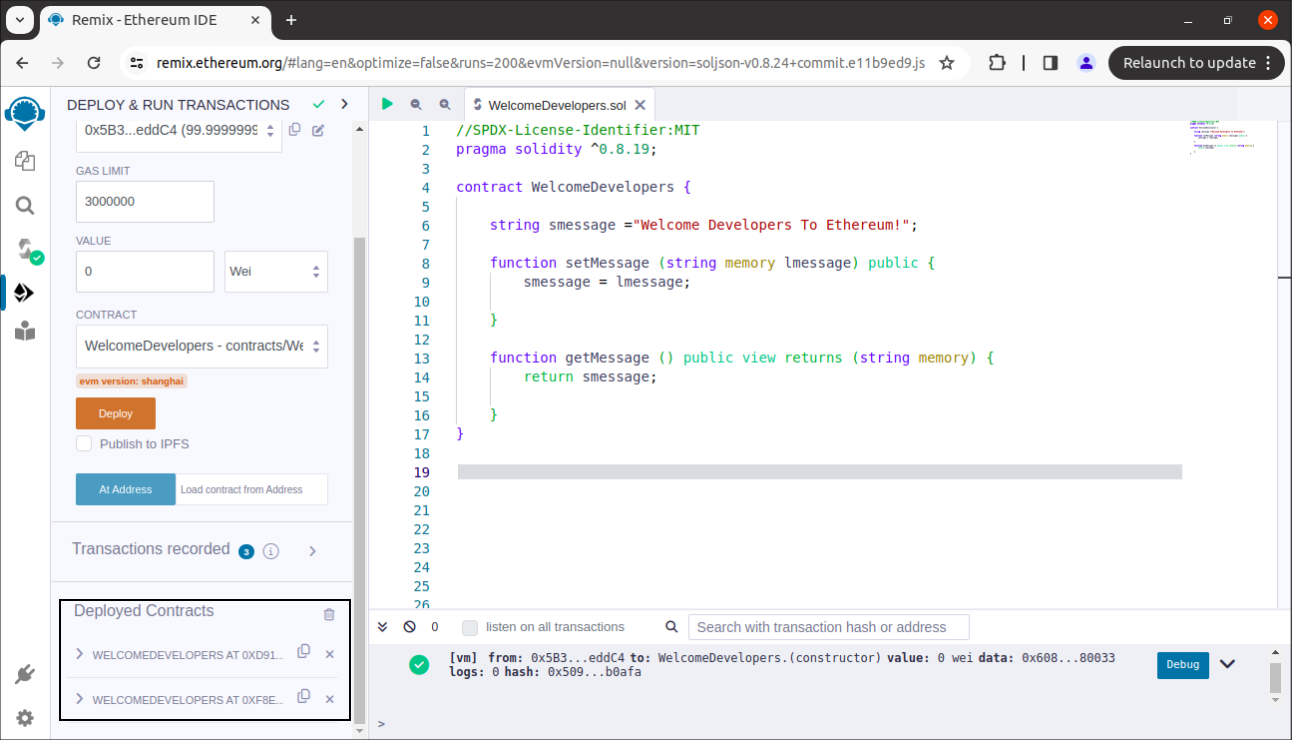 Remix - Ethereum IDE
remix.ethereum.org/#lang=en&optimize=false&runs=200&evmVersion=null&version=soljson-v0.8.24+commit.e11b9ed9.js
Relaunch to update
DEPLOY & RUN TRANSACTIONS
0x5B3...eddC4 (99.9999999
GAS LIMIT
3000000
VALUE
0
Wei
CONTRACT
WelcomeDevelopers - contracts/We
evm version: shanghai
Deploy
Publish to IPFS
At Address
Load contract from Address
Transactions recorded 3 i
Deployed Contracts
WELCOMEDEVELOPERS AT 0XD91...
WELCOMEDEVELOPERS AT 0XF8E...
WelcomeDevelopers.sol
1 //SPDX-License-Identifier:MIT
2 pragma solidity ^0.8.19;
3
4 contract WelcomeDevelopers {
5
6 string smessage ="Welcome Developers To Ethereum!";
7
8 function setMessage (string memory lmessage) public {
9 smessage = lmessage;
10
11 }
12
13 function getMessage () public view returns (string memory) {
14 return smessage;
15
16 }
17 }
18
19
20
21
22
23
24
25
26
0
listen on all transactions
Search with transaction hash or address
[vm] from: 0x5B3...eddC4 to: WelcomeDevelopers.(constructor) value: 0 wei data: 0x608...80033
logs: 0 hash: 0x509...b0afa
Debug
>